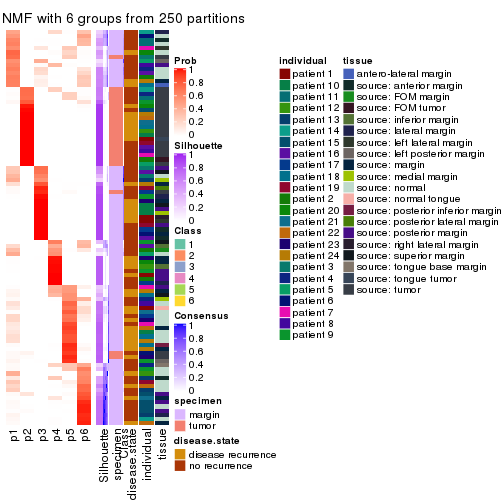 NMF with 6 groups from 250 partitions
Prob
1
0.8
0.6
0.4
0.2
0
Silhouette
1
0.8
0.6
0.4
0.2
0
Class
1
2
3
4
5
6
Consensus
1
0.8
0.6
0.4
0.2
0
specimen
margin
tumor
disease.state
disease recurrence
no recurrence
individual
patient 1
patient 10
patient 11
patient 12
patient 13
patient 14
patient 15
patient 16
patient 17
patient 18
patient 19
patient 2
patient 20
patient 21
patient 22
patient 23
patient 24
patient 3
patient 4
patient 5
patient 6
patient 7
patient 8
patient 9
tissue
antero-lateral margin
source: anterior margin
source: FOM margin
source: FOM tumor
source: inferior margin
source: lateral margin
source: left lateral margin
source: left posterior margin
source: margin
source: medial margin
source: normal
source: normal tongue
source: posterior inferior margin
source: posterior lateral margin
source: posterior margin
source: right lateral margin
source: superior margin
source: tongue base margin
source: tongue tumor
source: tumor
p1
p2
p3
p4
p5
p6
Silhouette
specimen
Class
disease.state
individual
tissue